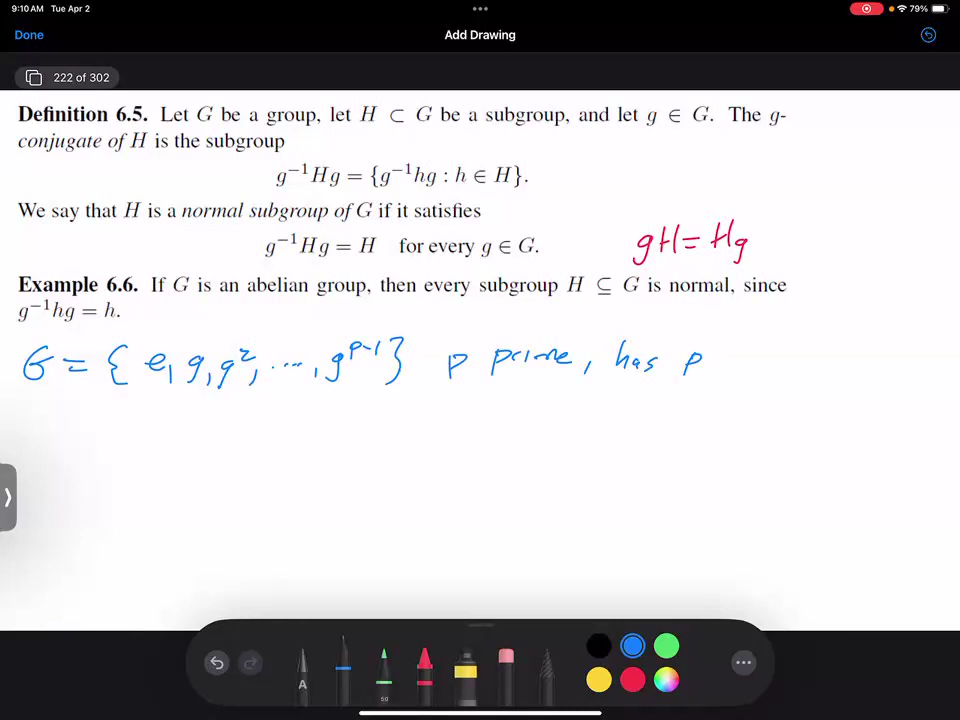 9:10 AM Tue Apr 2
79%
Done
Add Drawing
222 of 302
Definition 6.5. Let G be a group, let H ⊂ G be a subgroup, and let g ∈ G. The g-
conjugate of H is the subgroup
g⁻¹Hg = {g⁻¹hg : h ∈ H}.
We say that H is a normal subgroup of G if it satisfies
g⁻¹Hg = H for every g ∈ G.
gH = Hg
Example 6.6. If G is an abelian group, then every subgroup H ⊆ G is normal, since
g⁻¹hg = h.
G = { e, g, g², ..., g^{p-1} } p prime, has p
A
50